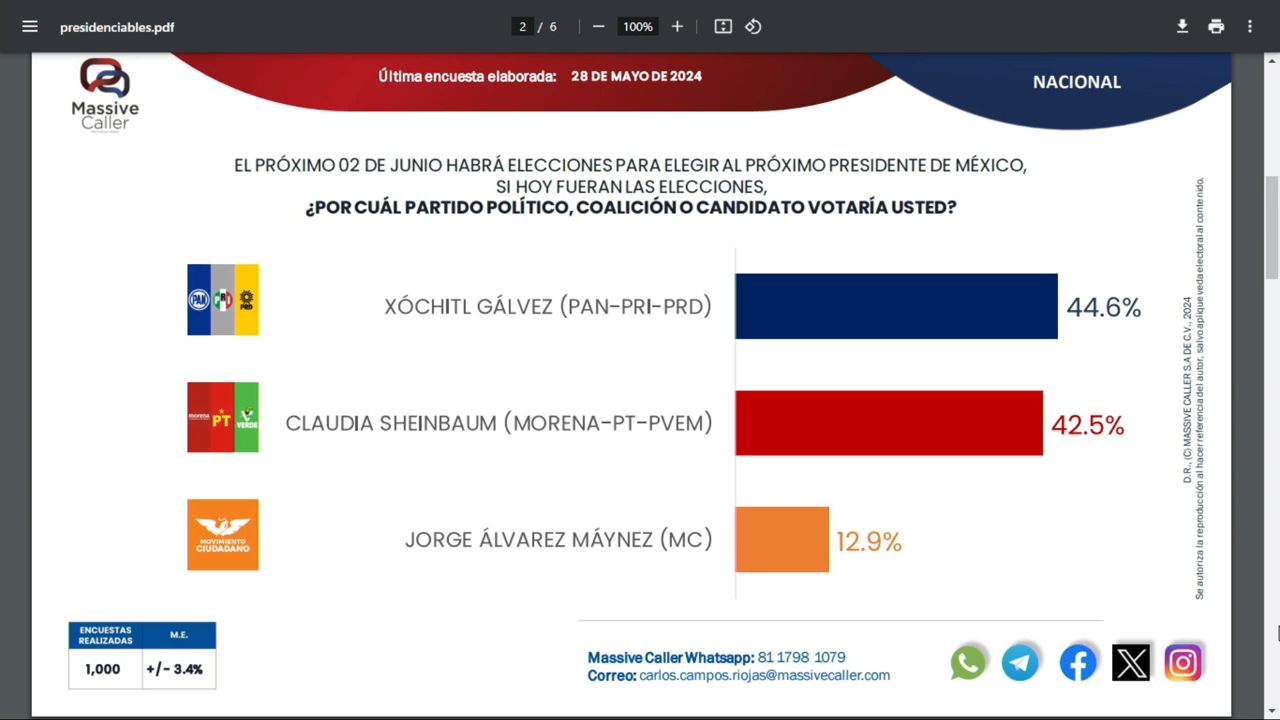 presidenciables.pdf
2 / 6
100%
Massive
Caller
Última encuesta elaborada: 28 DE MAYO DE 2024
NACIONAL
EL PRÓXIMO 02 DE JUNIO HABRÁ ELECCIONES PARA ELEGIR AL PRÓXIMO PRESIDENTE DE MÉXICO,
SI HOY FUERAN LAS ELECCIONES,
¿POR CUÁL PARTIDO POLÍTICO, COALICIÓN O CANDIDATO VOTARÍA USTED?
PAN PRI PRD
XÓCHITL GÁLVEZ (PAN-PRI-PRD)
44.6%
morena PT VERDE
CLAUDIA SHEINBAUM (MORENA-PT-PVEM)
42.5%
MOVIMIENTO
CIUDADANO
JORGE ÁLVAREZ MÁYNEZ (MC)
12.9%
D.R., (C) MASSIVE CALLER S.A DE C.V., 2024
Se autoriza la reproducción al hacer referencia del autor, salvo aplique veda electoral al contenido.
ENCUESTAS
REALIZADAS
M.E.
1,000
+/- 3.4%
Massive Caller Whatsapp: 81 1798 1079
Correo: carlos.campos.riojas@massivecaller.com